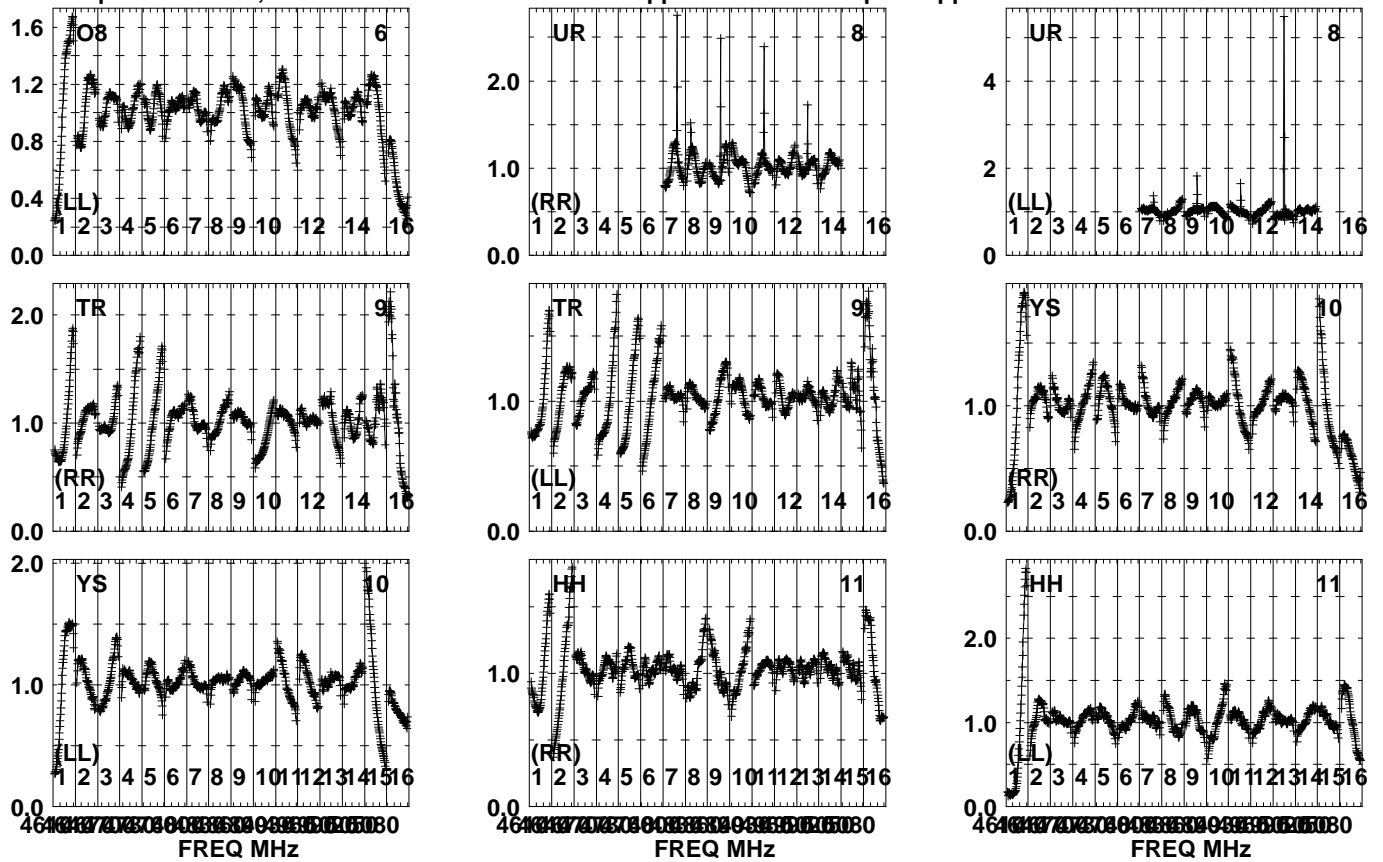 O8 6
1.6
1.2
0.8
0.4
0.0
(LL)
1 2 3 4 5 6 7 8 9 10 12 14 16
UR 8
2.0
1.0
0.0
(RR)
1 2 3 4 5 6 7 8 9 10 12 14 16
UR 8
4
2
0
(LL)
1 2 3 4 5 6 7 8 9 10 12 14 16
TR 9
2.0
1.0
0.0
(RR)
1 2 3 4 5 6 7 8 9 10 12 14 16
TR 9
1.0
0.0
(LL)
1 2 3 4 5 6 7 8 9 10 12 14 16
YS 10
1.0
0.0
(RR)
1 2 3 4 5 6 7 8 9 10 12 14 16
YS 10
2.0
1.0
0.0
(LL)
1 2 3 4 5 6 7 8 9 10 11 12 13 15 16
FREQ MHz
HH 11
1.0
0.0
(RR)
1 2 3 4 5 6 7 8 9 10 11 12 13 14 15 16
FREQ MHz
HH 11
2.0
1.0
0.0
(LL)
1 2 3 4 5 6 7 8 9 10 11 12 13 14 15 16
FREQ MHz